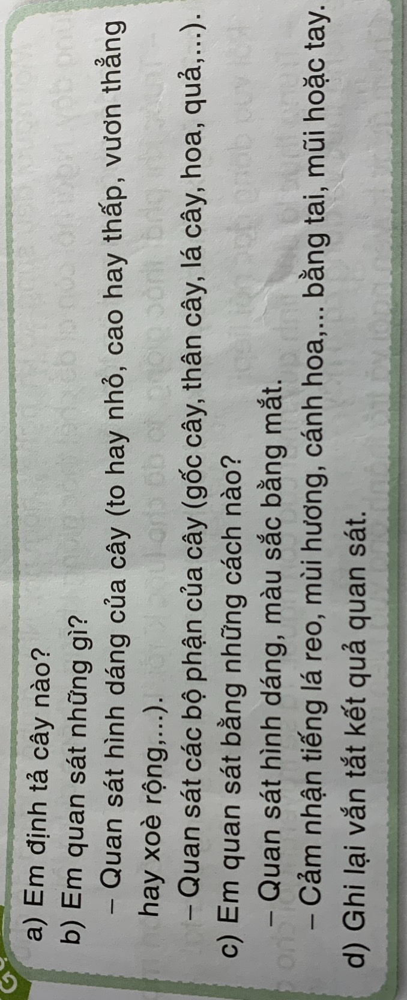 a) Em định tả cây nào?
b) Em quan sát những gì?
– Quan sát hình dáng của cây (to hay nhỏ, cao hay thấp, vươn thẳng
hay xoè rộng,...).
– Quan sát các bộ phận của cây (gốc cây, thân cây, lá cây, hoa, quả,...).
c) Em quan sát bằng những cách nào?
– Quan sát hình dáng, màu sắc bằng mắt.
– Cảm nhận tiếng lá reo, mùi hương, cánh hoa,... bằng tai, mũi hoặc tay.
d) Ghi lại vắn tắt kết quả quan sát.